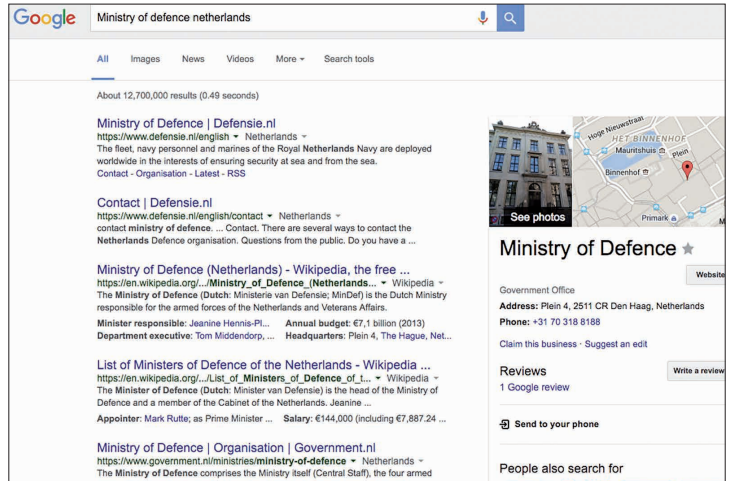 Google
Ministry of defence netherlands
All Images News Videos More Search tools
About 12,700,000 results (0.49 seconds)
Ministry of Defence | Defensie.nl
https://www.defensie.nl/english Netherlands
The fleet, navy personnel and marines of the Royal Netherlands Navy are deployed
worldwide in the interests of ensuring security at sea and from the sea.
Contact - Organisation - Latest - RSS
Contact | Defensie.nl
https://www.defensie.nl/english/contact Netherlands
contact ministry of defence. ... Contact. There are several ways to contact the
Netherlands Defence organisation. Questions from the public. Do you have a ...
Ministry of Defence (Netherlands) - Wikipedia, the free ...
https://en.wikipedia.org/.../Ministry_of_Defence_(Netherlands... Wikipedia
The Ministry of Defence (Dutch: Ministerie van Defensie; MinDef) is the Dutch Ministry
responsible for the armed forces of the Netherlands and Veterans Affairs.
Minister responsible: Jeanine Hennis-Pl... Annual budget: €7,1 billion (2013)
Department executive: Tom Middendorp, ... Headquarters: Plein 4, The Hague, Net...
List of Ministers of Defence of the Netherlands - Wikipedia ...
https://en.wikipedia.org/.../List_of_Ministers_of_Defence_of_t... Wikipedia
The Minister of Defence (Dutch: Minister van Defensie) is the head of the Ministry of
Defence and a member of the Cabinet of the Netherlands. Jeanine ...
Appointer: Mark Rutte; as Prime Minister ... Salary: €144,000 (including €7,887.24 ...
Ministry of Defence | Organisation | Government.nl
https://www.government.nl/ministries/ministry-of-defence Netherlands
The Ministry of Defence comprises the Ministry itself (Central Staff), the four armed
See photos
Hoge Nieuwstraat
HET BINNENHOF
Mauritshuis
Plein
Binnenhof
Primark
M
Ministry of Defence
Website
Government Office
Address: Plein 4, 2511 CR Den Haag, Netherlands
Phone: +31 70 318 8188
Claim this business · Suggest an edit
Reviews
Write a review
1 Google review
Send to your phone
People also search for